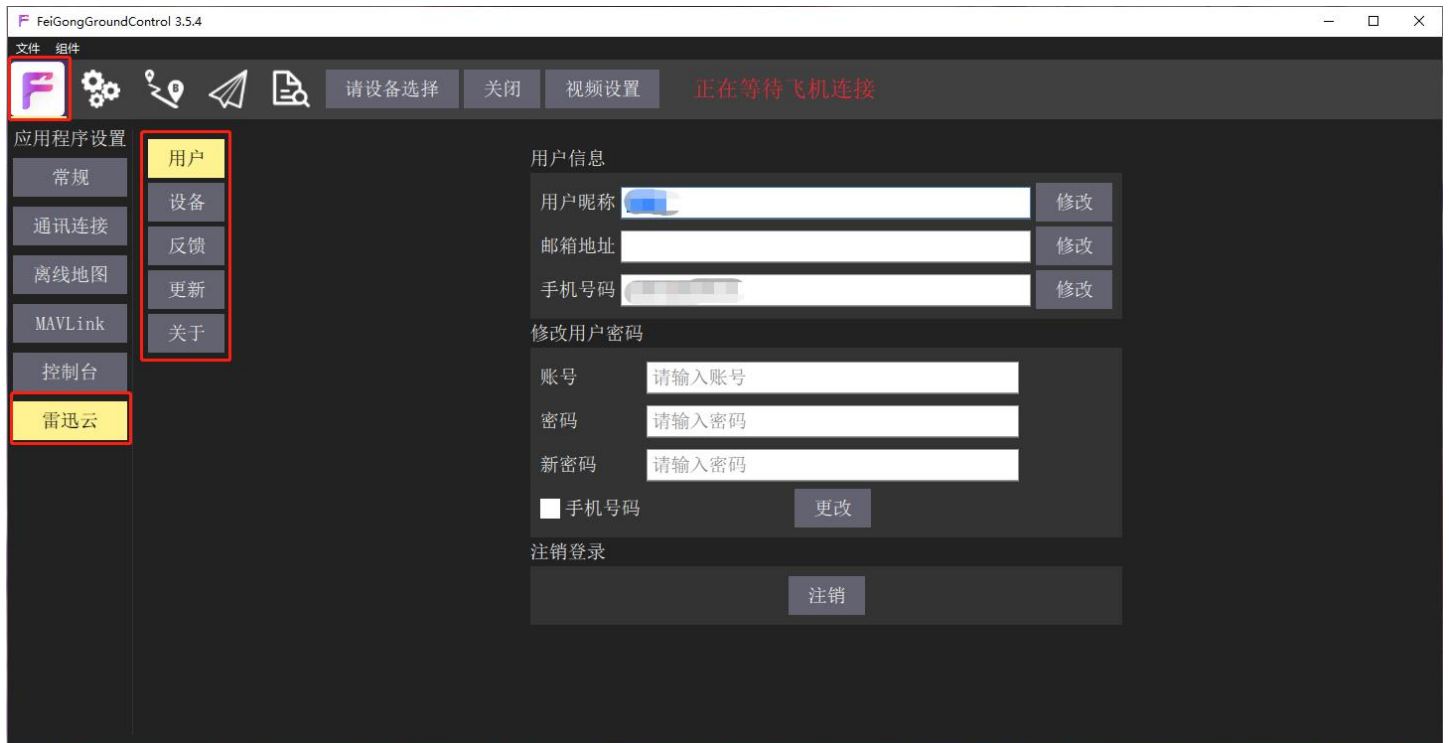 FeiGongGroundControl 3.5.4
文件 组件
请设备选择 关闭 视频设置 正在等待飞机连接
应用程序设置
常规
通讯连接
离线地图
MAVLink
控制台
雷迅云
用户
设备
反馈
更新
关于
用户信息
用户昵称 修改
邮箱地址 修改
手机号码 修改
修改用户密码
账号 请输入账号
密码 请输入密码
新密码 请输入密码
手机号码 更改
注销登录
注销